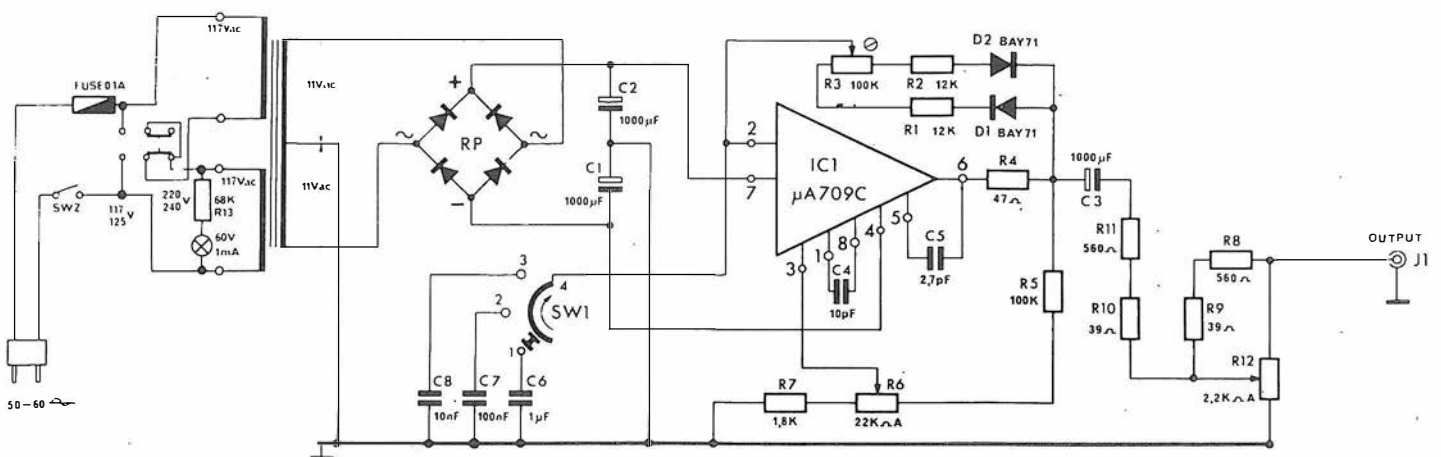 117Vac
FUSE 01A
SW2
117
125 V
220
240 V
117Vac
68K
R13
60V
1mA
50-60
11Vac
11Vac
+
RP
-
C2
1000µF
C1
1000µF
3
2
4
1
SW1
C8
10nF
C7
100nF
C6
1µF
2
7
IC1
µA709C
6
5
4
8
1
3
C4
10pF
C5
2,7pF
R3
100K
R2
12K
D2 BAY71
R1
12K
D1 BAY71
R4
47Ω
1000µF
C3
R5
100K
R7
1,8K
R6
22KΩA
R11
560Ω
R10
39Ω
R8
560Ω
R9
39Ω
R12
2,2KΩA
OUTPUT
J1